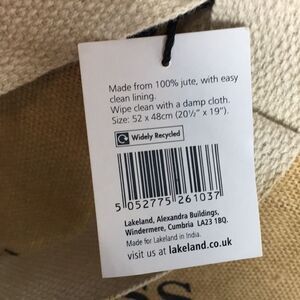 Made from 100% jute, with easy
clean lining.
Wipe clean with a damp cloth.
Size: 52 x 48cm (20½" x 19").
Widely Recycled
5 052775 261037
Lakeland, Alexandra Buildings,
Windermere, Cumbria LA23 1BQ.
Made for Lakeland in India.
visit us at lakeland.co.uk